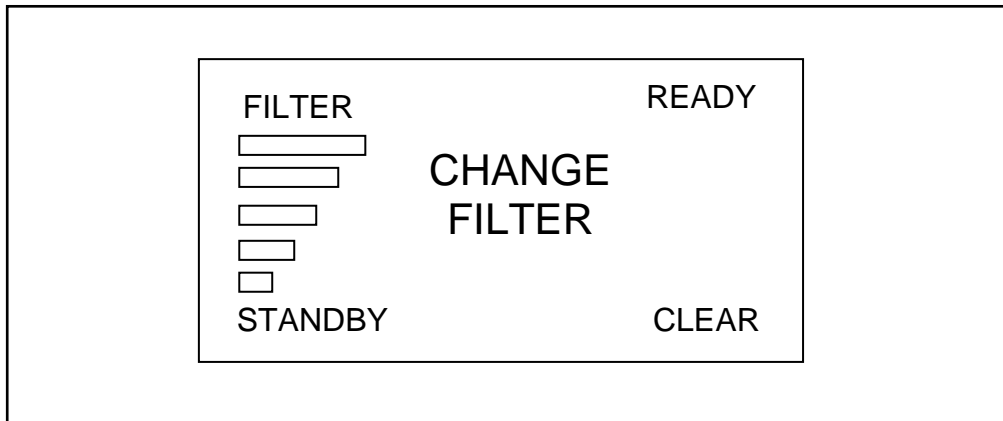 FILTER
READY
CHANGE
FILTER
STANDBY
CLEAR